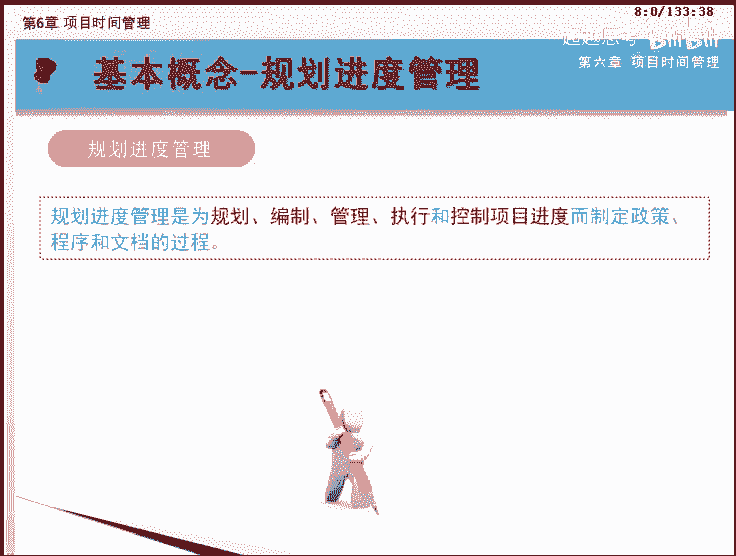 第6章 项目时间管理
8:0/133:38
基本概念-规划进度管理
第六章 项目时间管理
规划进度管理
规划进度管理是为规划、编制、管理、执行和控制项目进度而制定政策、
程序和文档的过程。